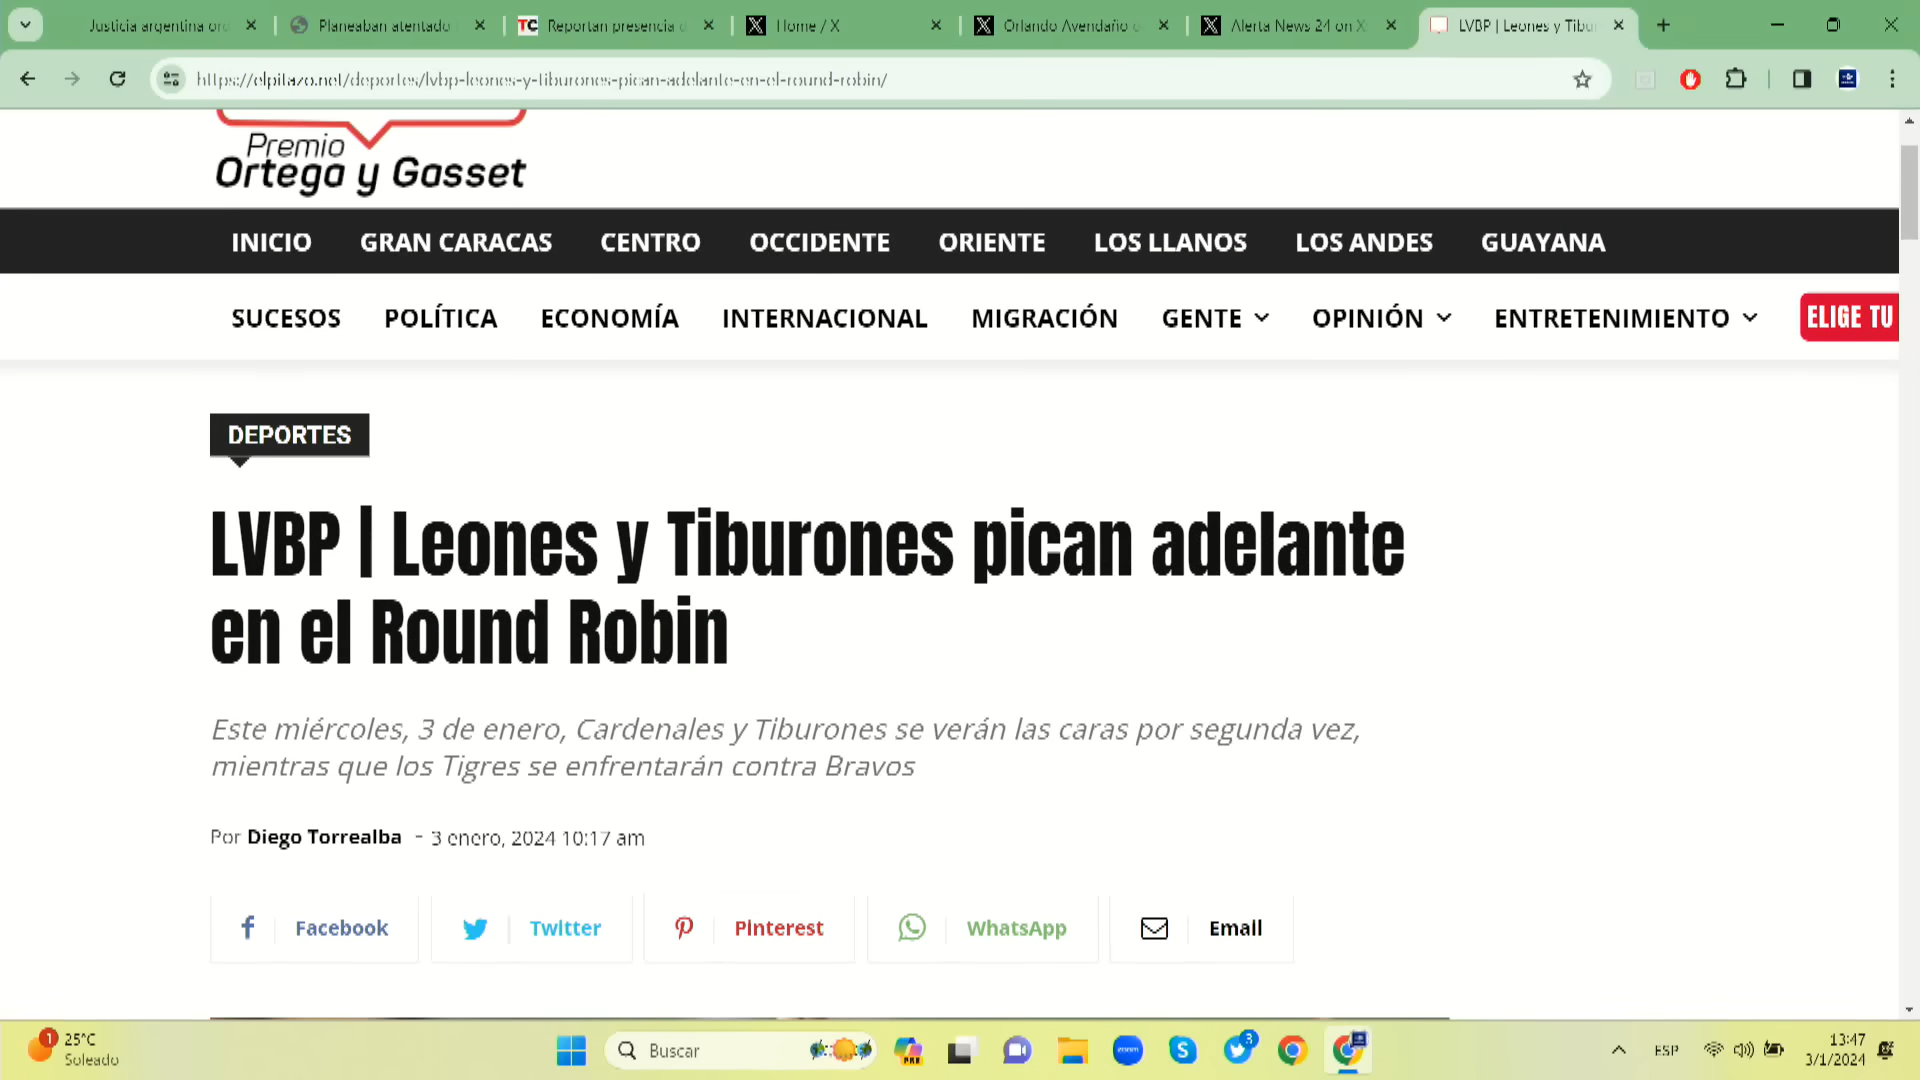 Justicia argentina ord
Planeaban atentado
TC Reportan presencia d
Home / X
Orlando Avendaño o
Alerta News 24 on X
LVBP | Leones y Tibu
https://elpitazo.net/deportes/lvbp-leones-y-tiburones-pican-adelante-en-el-round-robin/
Premio
Ortega y Gasset
INICIO GRAN CARACAS CENTRO OCCIDENTE ORIENTE LOS LLANOS LOS ANDES GUAYANA
SUCESOS POLÍTICA ECONOMÍA INTERNACIONAL MIGRACIÓN GENTE OPINIÓN ENTRETENIMIENTO ELIGE TU
DEPORTES
LVBP | Leones y Tiburones pican adelante
en el Round Robin
Este miércoles, 3 de enero, Cardenales y Tiburones se verán las caras por segunda vez,
mientras que los Tigres se enfrentarán contra Bravos
Por Diego Torrealba - 3 enero, 2024 10:17 am
Facebook Twitter Pinterest WhatsApp Email
1 25°C
Soleado
Buscar
PRE
zoom
3
ESP
13:47
3/1/2024